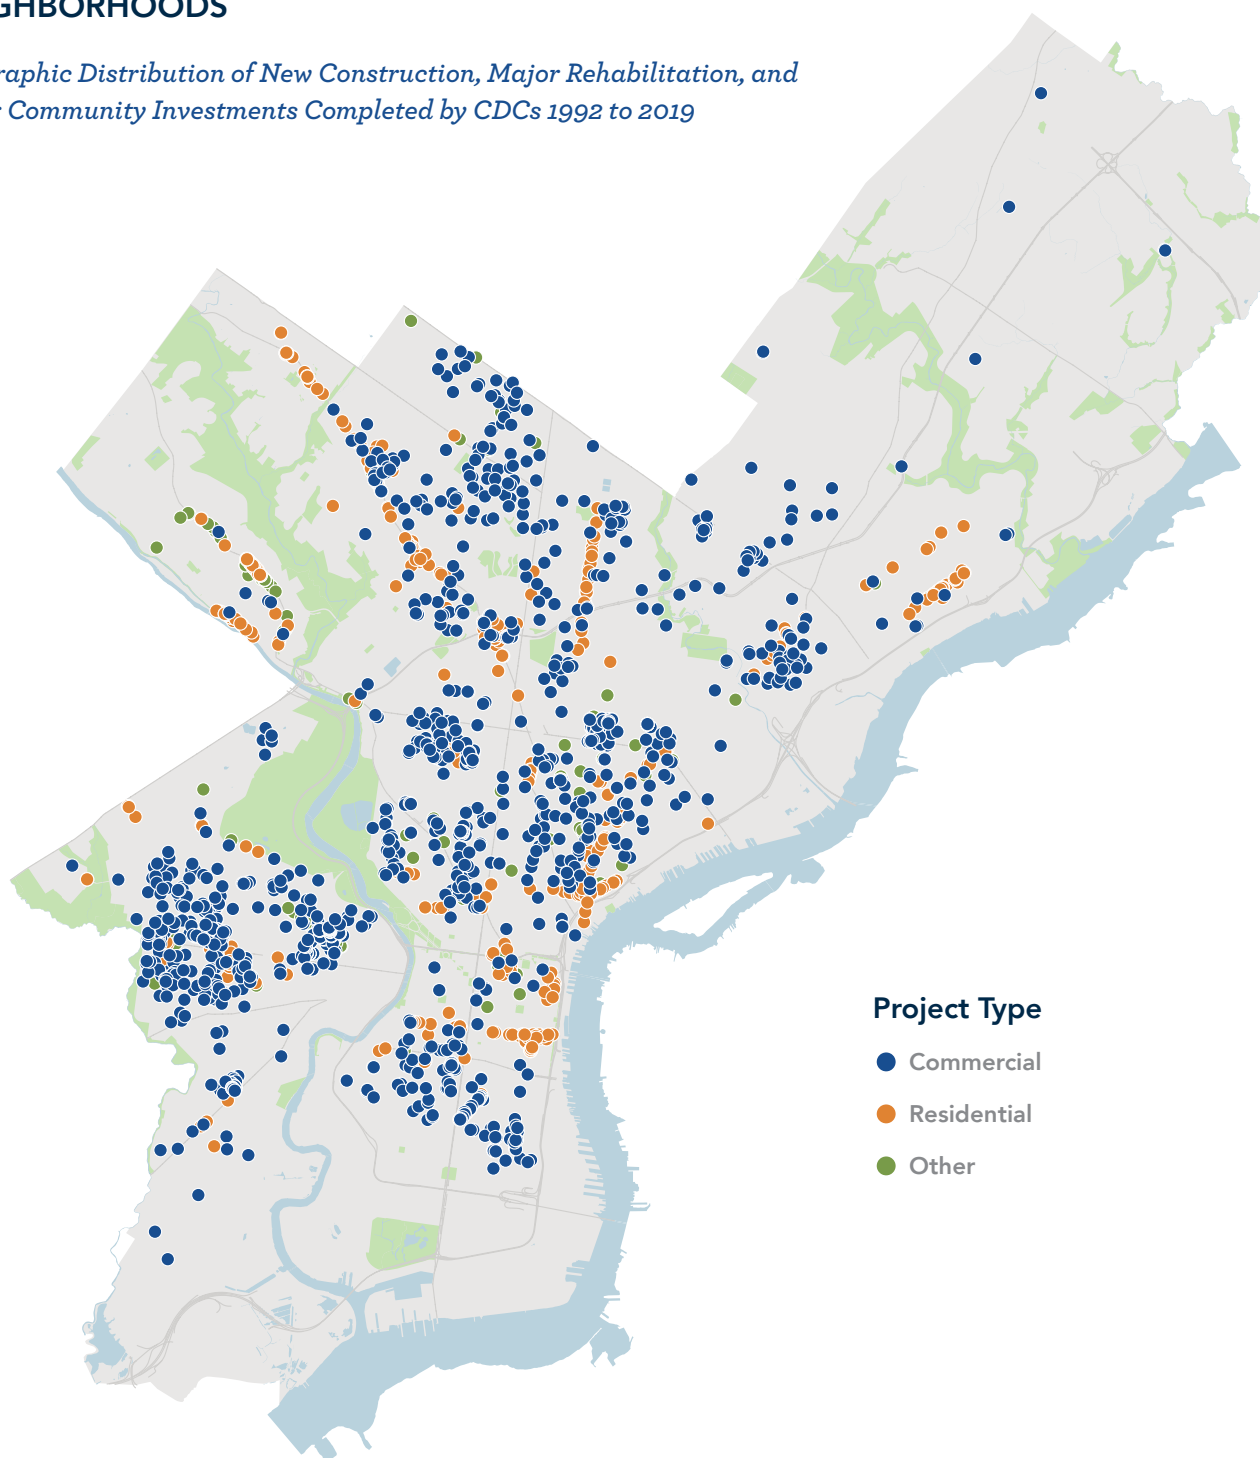 GHBORHOODS
raphic Distribution of New Construction, Major Rehabilitation, and
Community Investments Completed by CDCs 1992 to 2019
Project Type
Commercial
Residential
Other